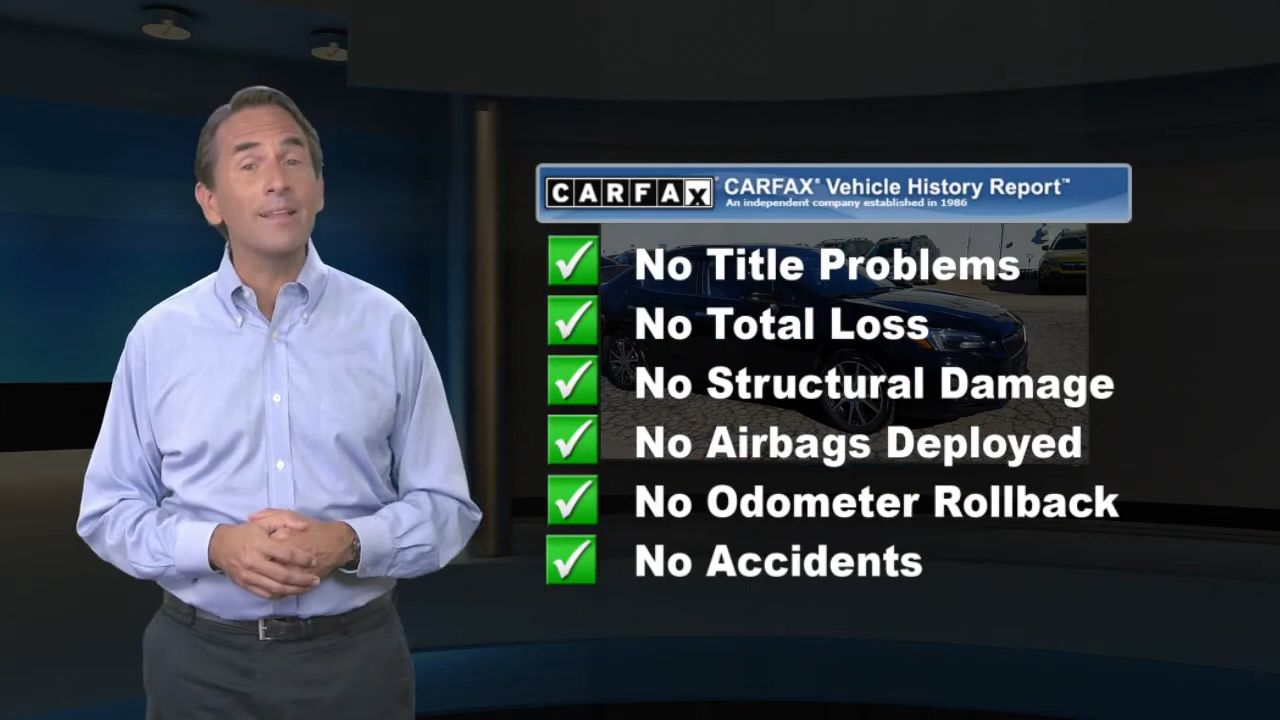 CARFAX® CARFAX® Vehicle History Report™
An independent company established in 1986
No Title Problems
No Total Loss
No Structural Damage
No Airbags Deployed
No Odometer Rollback
No Accidents